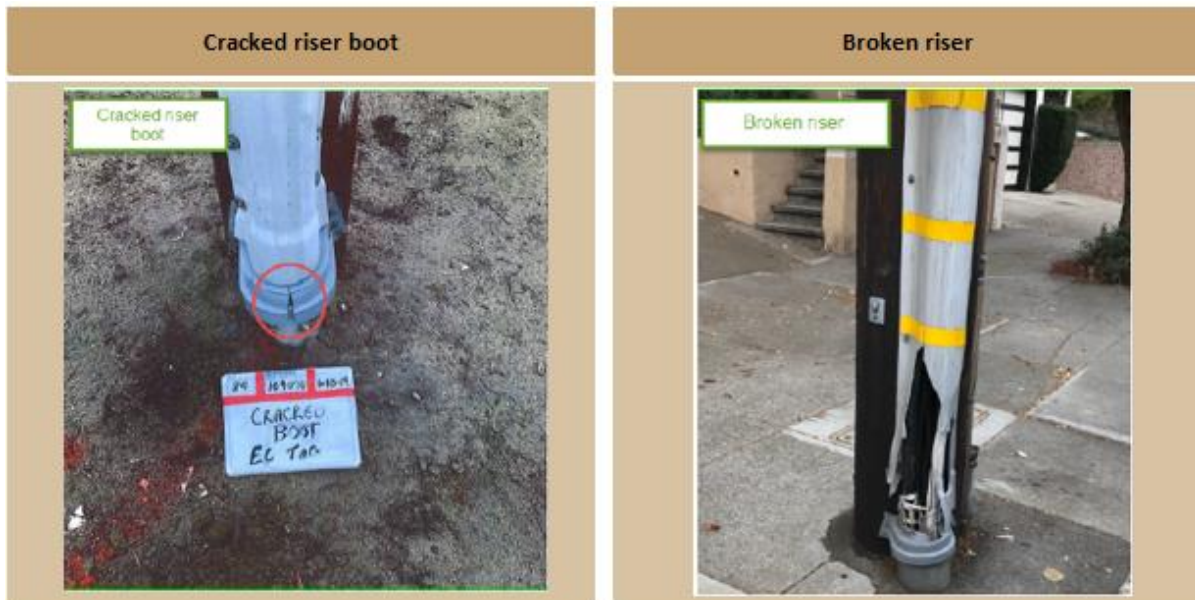 Cracked riser boot
Broken riser
Cracked riser
boot
Broken riser
CRACKED
BOOT
EC TAG